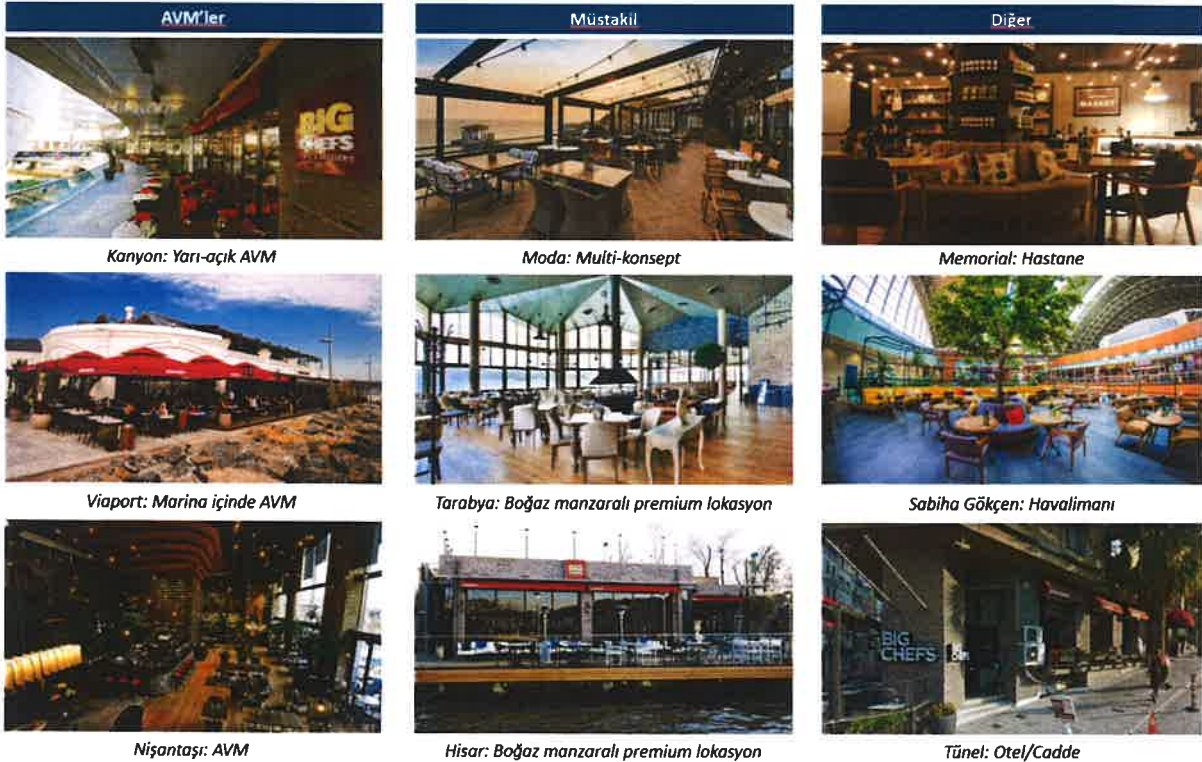 AVM'ler
Müstakil
Diğer
BIG
CHEFS
MARKET
Kanyon: Yarı-açık AVM
Moda: Multi-konsept
Memorial: Hastane
Viaport: Marina içinde AVM
Tarabya: Boğaz manzaralı premium lokasyon
Sabiha Gökçen: Havalimanı
BIG
CHEFS
Nişantaşı: AVM
Hisar: Boğaz manzaralı premium lokasyon
Tünel: Otel/Cadde